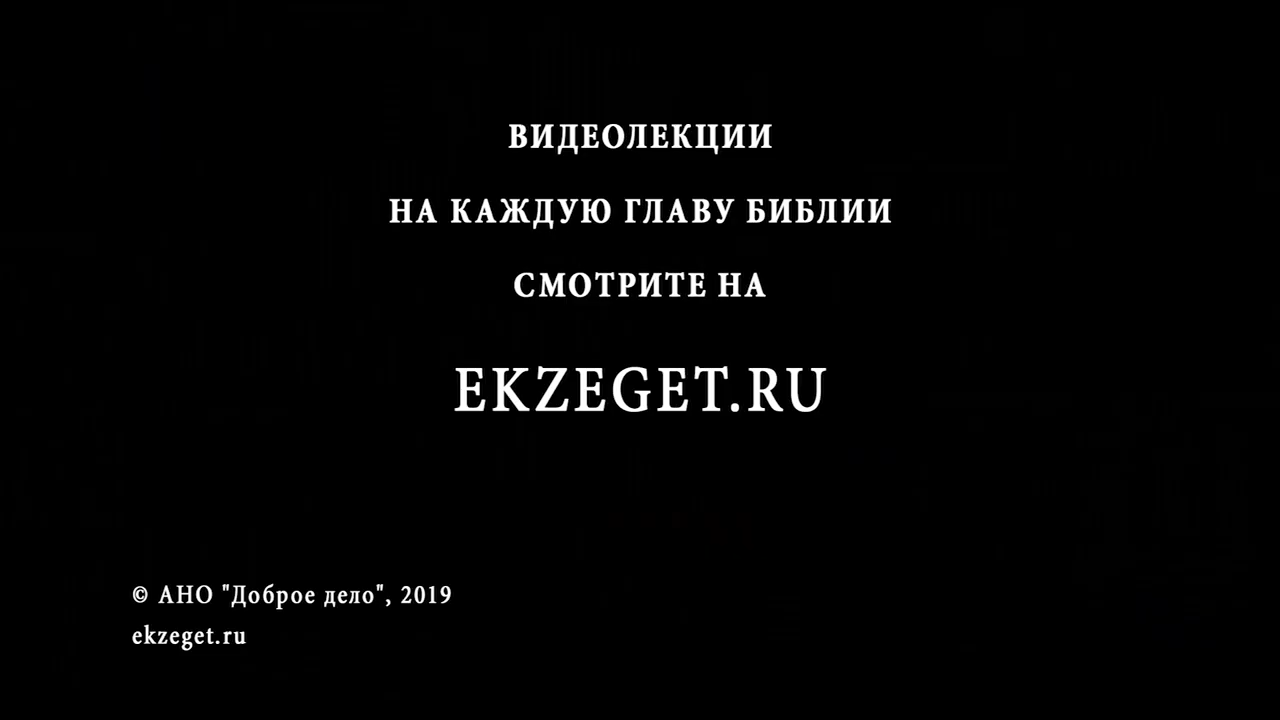 ВИДЕОЛЕКЦИИ
НА КАЖДУЮ ГЛАВУ БИБЛИИ
СМОТРИТЕ НА
EKZEGET.RU
© АНО "Доброе дело", 2019
ekzeget.ru